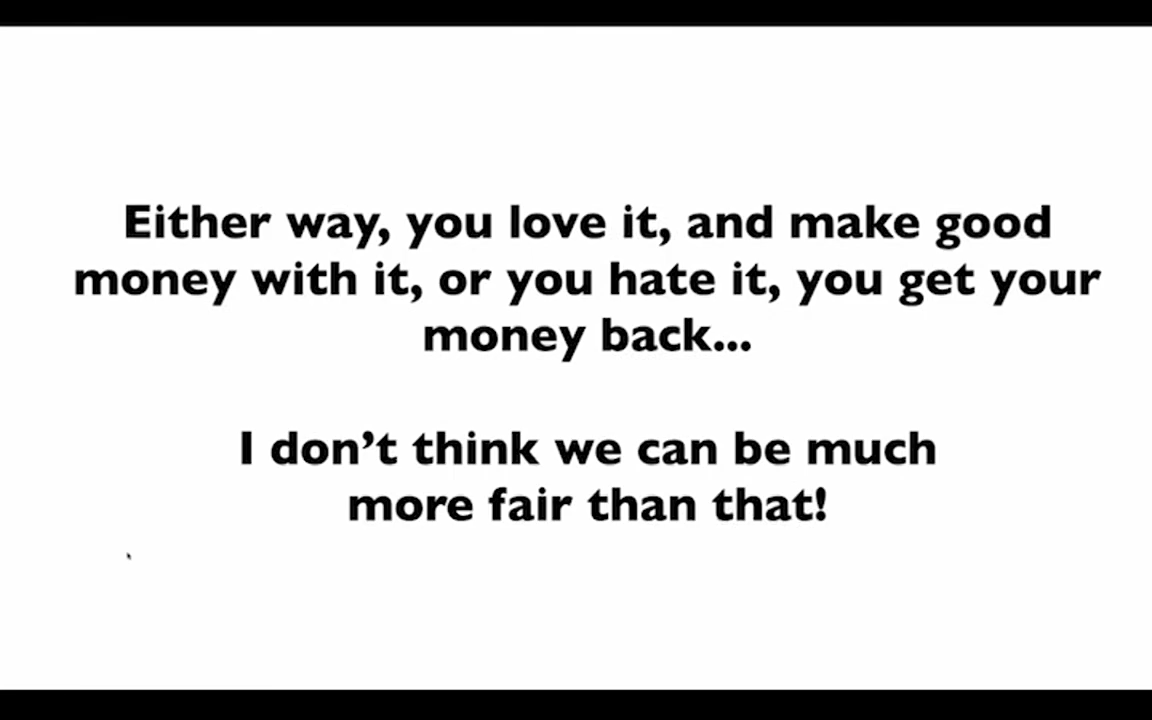 Either way, you love it, and make good
money with it, or you hate it, you get your
money back...
I don’t think we can be much
more fair than that!